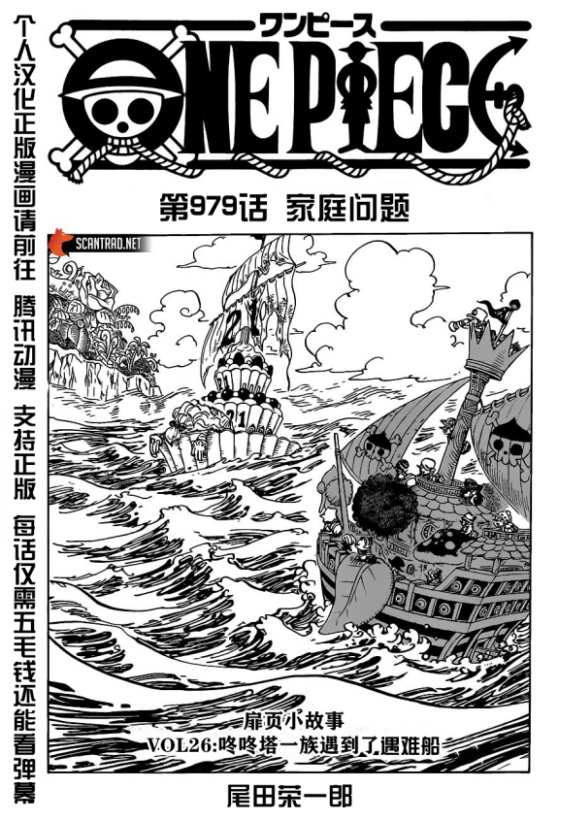 个人汉化正版漫画请前往 腾讯动漫 支持正版 每话仅需五毛钱还能看弹幕
ワンピース
ONE PIECE
第979话 家庭问题
SCANTRAD.NET
21
21
扉页小故事
VOL26:咚咚塔一族遇到了遇难船
尾田荣一郎